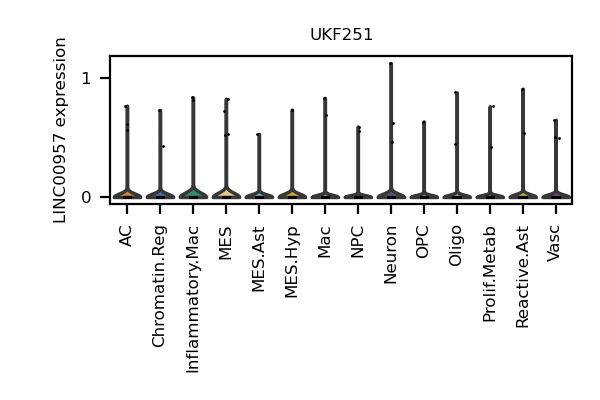 UKF251
LINC00957 expression
1
0
AC
Chromatin.Reg
Inflammatory.Mac
MES
MES.Ast
MES.Hyp
Mac
NPC
Neuron
OPC
Oligo
Prolif.Metab
Reactive.Ast
Vasc